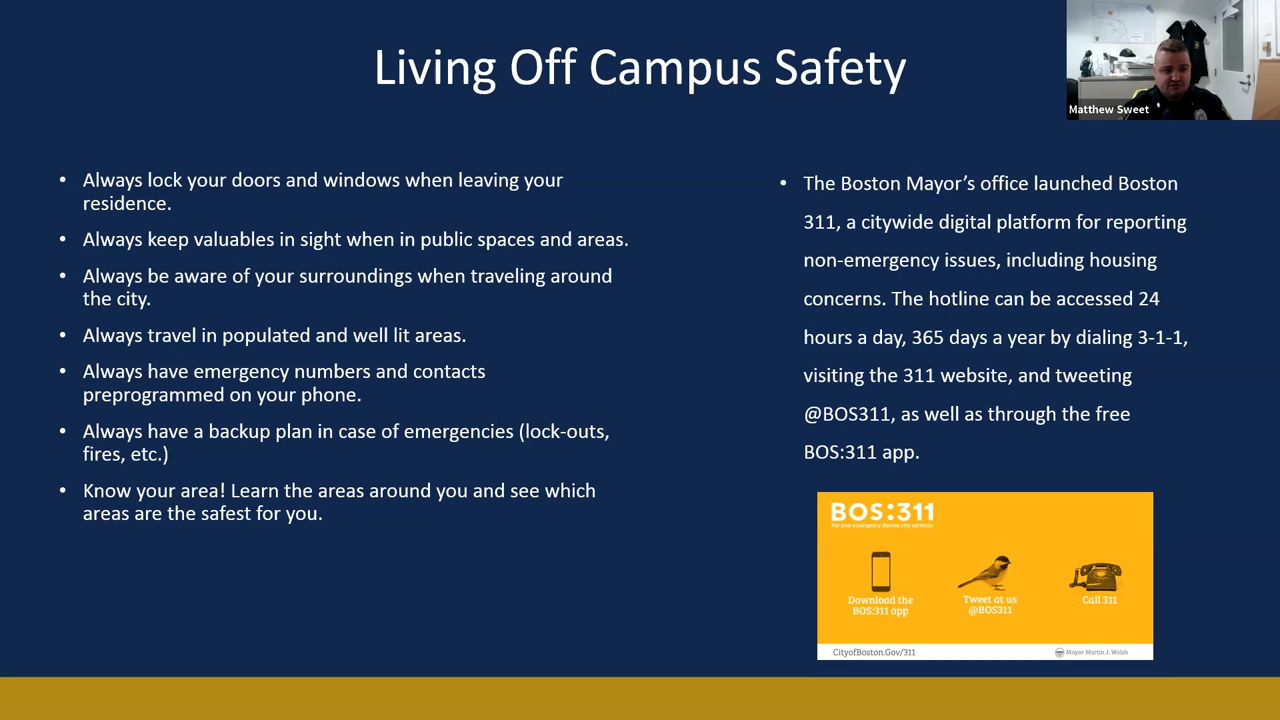 Living Off Campus Safety
Matthew Sweet
• Always lock your doors and windows when leaving your
residence.
• Always keep valuables in sight when in public spaces and areas.
• Always be aware of your surroundings when traveling around
the city.
• Always travel in populated and well lit areas.
• Always have emergency numbers and contacts
preprogrammed on your phone.
• Always have a backup plan in case of emergencies (lock-outs,
fires, etc.)
• Know your area! Learn the areas around you and see which
areas are the safest for you.
• The Boston Mayor’s office launched Boston
311, a citywide digital platform for reporting
non-emergency issues, including housing
concerns. The hotline can be accessed 24
hours a day, 365 days a year by dialing 3-1-1,
visiting the 311 website, and tweeting
@BOS311, as well as through the free
BOS:311 app.
BOS:311
For non-emergency Boston city services
Download the
BOS:311 app
Tweet at us
@BOS311
Call 311
CityofBoston.Gov/311
Mayor Martin J. Walsh